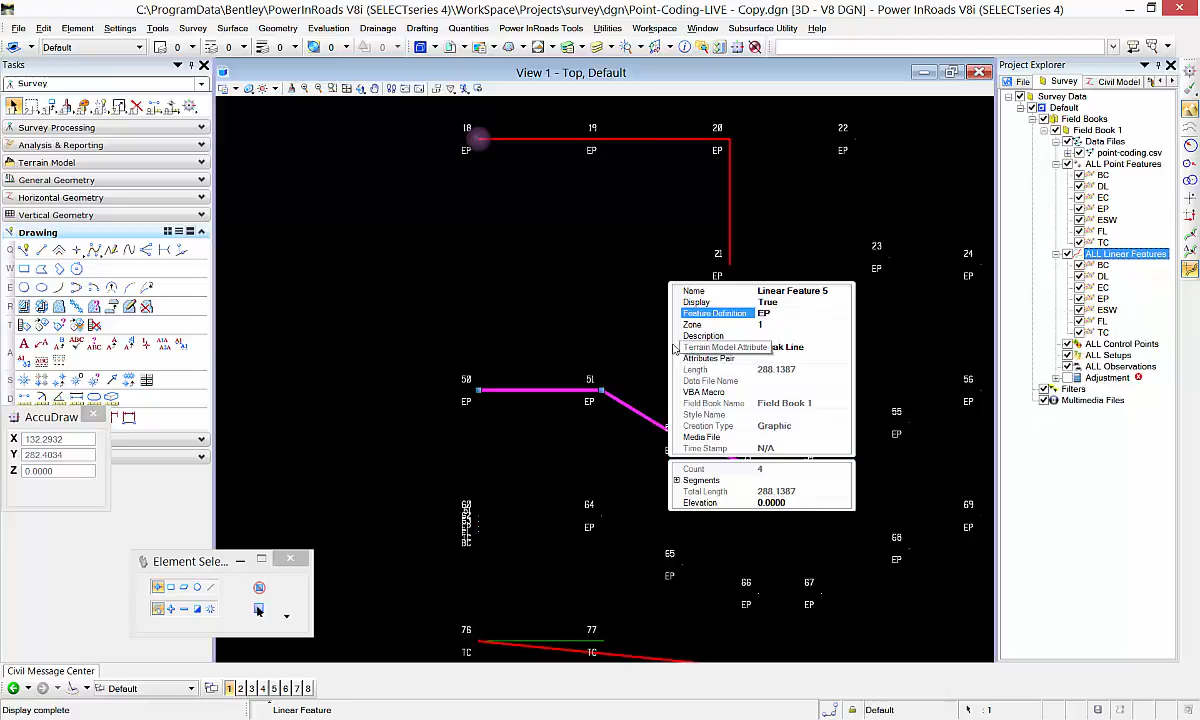 C:\ProgramData\Bentley\PowerInRoads V8i (SELECTseries 4)\WorkSpace\Projects\survey\dgn\Point-Coding-LIVE - Copy.dgn [3D - V8 DGN] - Power InRoads V8i (SELECTseries 4)
File Edit Element Settings Tools Survey Surface Geometry Evaluation Drainage Drafting Quantities Power InRoads Tools Utilities Workspace Window Subsurface Utility Help
Default 0 0 0 0 0
Tasks
View 1 - Top, Default
Project Explorer
Survey
File Survey Civil Model
Survey Processing
Analysis & Reporting
Terrain Model
General Geometry
Horizontal Geometry
Vertical Geometry
Drawing
Q
W
E
R
T
A
S
D
AccuDraw
X 132.2932
Y 282.4034
Z 0.0000
Element Selec...
18 19 20 22
EP EP EP EP
21 23 24
EP EP EP
50 51 56
EP EP EP
55
EP
64 69
EP EP
BC
65 68
EP EP
66 67
EP EP
76 77
TC TC
Name Linear Feature 5
Display True
Feature Definition EP
Zone 1
Description
Terrain Model Attribute ak Line
Attributes Pair
Length 288.1387
Data File Name
VBA Macro
Field Book Name Field Book 1
Style Name
Creation Type Graphic
Media File
Time Stamp N/A
Count 4
Segments
Total Length 288.1387
Elevation 0.0000
Survey Data
Default
Field Books
Field Book 1
Data Files
point-coding.csv
ALL Point Features
BC
DL
EC
EP
ESW
FL
TC
ALL Linear Features
BC
DL
EC
EP
ESW
FL
TC
ALL Control Points
ALL Setups
ALL Observations
Adjustment
Filters
Multimedia Files
Civil Message Center
Default 1 2 3 4 5 6 7 8
Display complete Linear Feature Default : 1